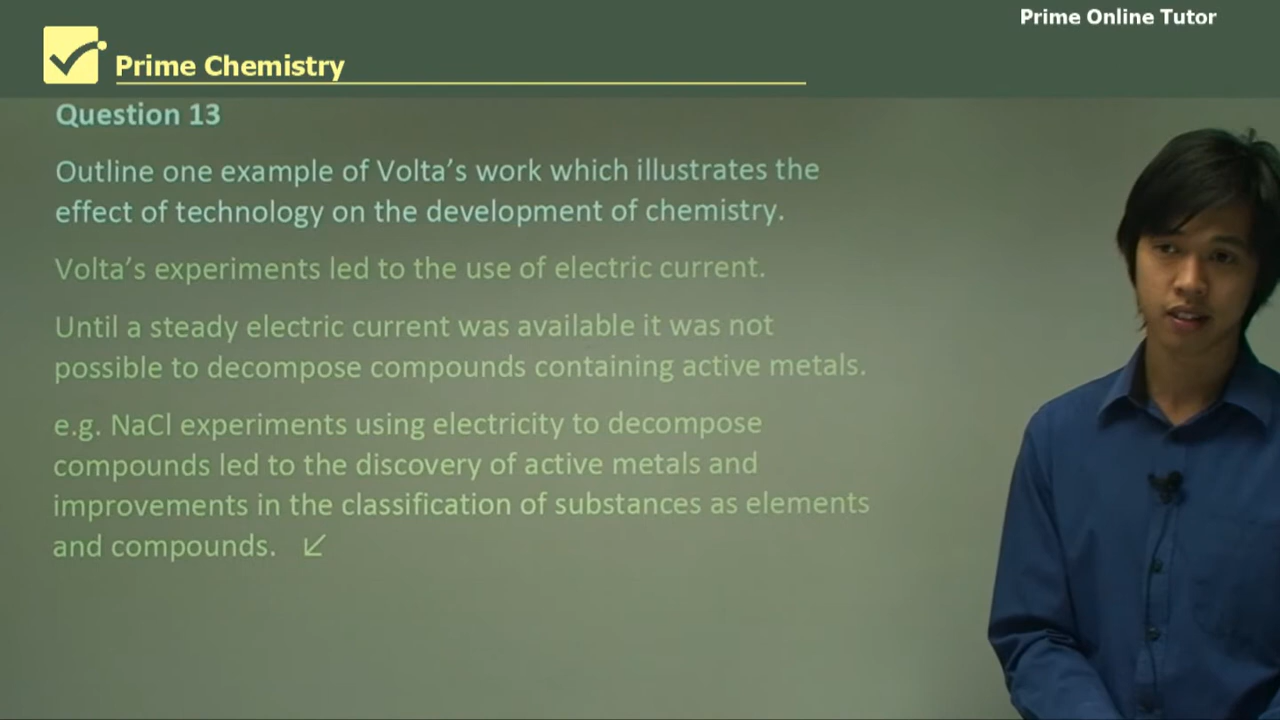 Prime Online Tutor
Prime Chemistry
Question 13
Outline one example of Volta’s work which illustrates the
effect of technology on the development of chemistry.
Volta’s experiments led to the use of electric current.
Until a steady electric current was available it was not
possible to decompose compounds containing active metals.
e.g. NaCl experiments using electricity to decompose
compounds led to the discovery of active metals and
improvements in the classification of substances as elements
and compounds.